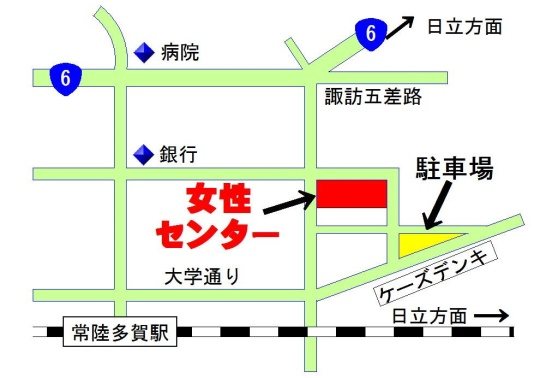 6
日立方面
病院
6
諏訪五差路
銀行
駐車場
女性
センター
ケーズデンキ
大学通り
日立方面
常陸多賀駅